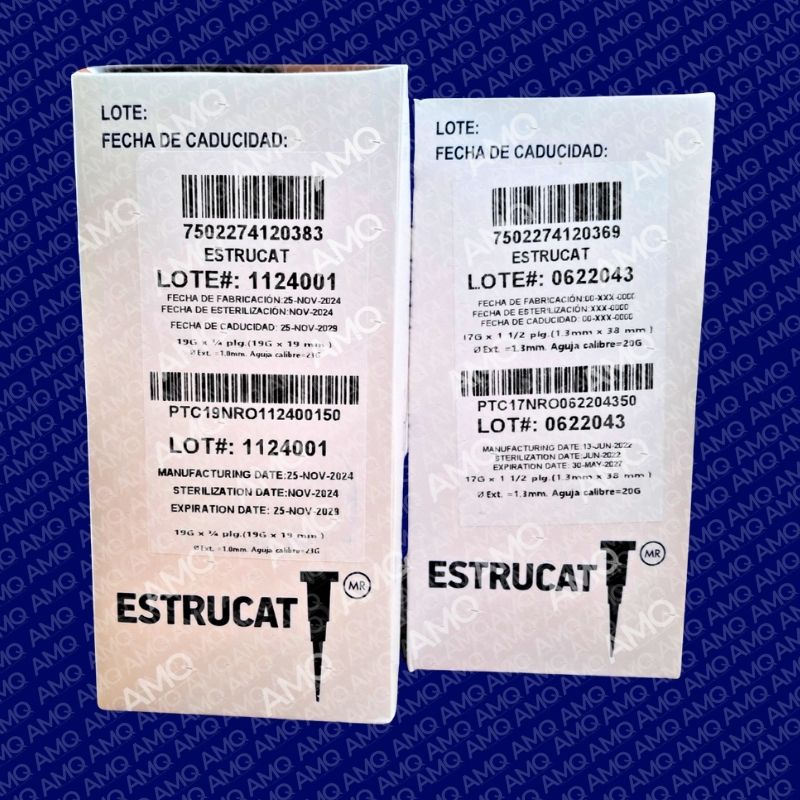 LOTE:
FECHA DE CADUCIDAD:
7502274120383
ESTRUCAT
LOTE#: 1124001
FECHA DE FABRICACIÓN:25-NOV-2024
FECHA DE ESTERILIZACIÓN:NOV-2024
FECHA DE CADUCIDAD: 25-NOV-2029
19G x ¾ plg.(19G x 19 mm )
Ø Ext. =1.0mm. Aguja calibre=23G
PTC19NRO112400150
LOT#: 1124001
MANUFACTURING DATE:25-NOV-2024
STERILIZATION DATE:NOV-2024
EXPIRATION DATE: 25-NOV-2029
19G x ¾ plg.(19G x 19 mm )
Ø Ext. =1.0mm. Aguja calibre=23G
ESTRUCAT MR
LOTE:
FECHA DE CADUCIDAD:
7502274120369
ESTRUCAT
LOTE#: 0622043
FECHA DE FABRICACIÓN:00-XXX-0000
FECHA DE ESTERILIZACIÓN:XXX-0000
FECHA DE CADUCIDAD: 00-XXX-0000
17G x 1 1/2 plg.(1.3mm x 38 mm )
Ø Ext. =1.3mm. Aguja calibre=20G
PTC17NRO062204350
LOT#: 0622043
MANUFACTURING DATE:13-JUN-2022
STERILIZATION DATE:JUN-2022
EXPIRATION DATE: 30-MAY-2027
17G x 1 1/2 plg.(1.3mm x 38 mm )
Ø Ext. =1.3mm. Aguja calibre=20G
ESTRUCAT MR
AMQ